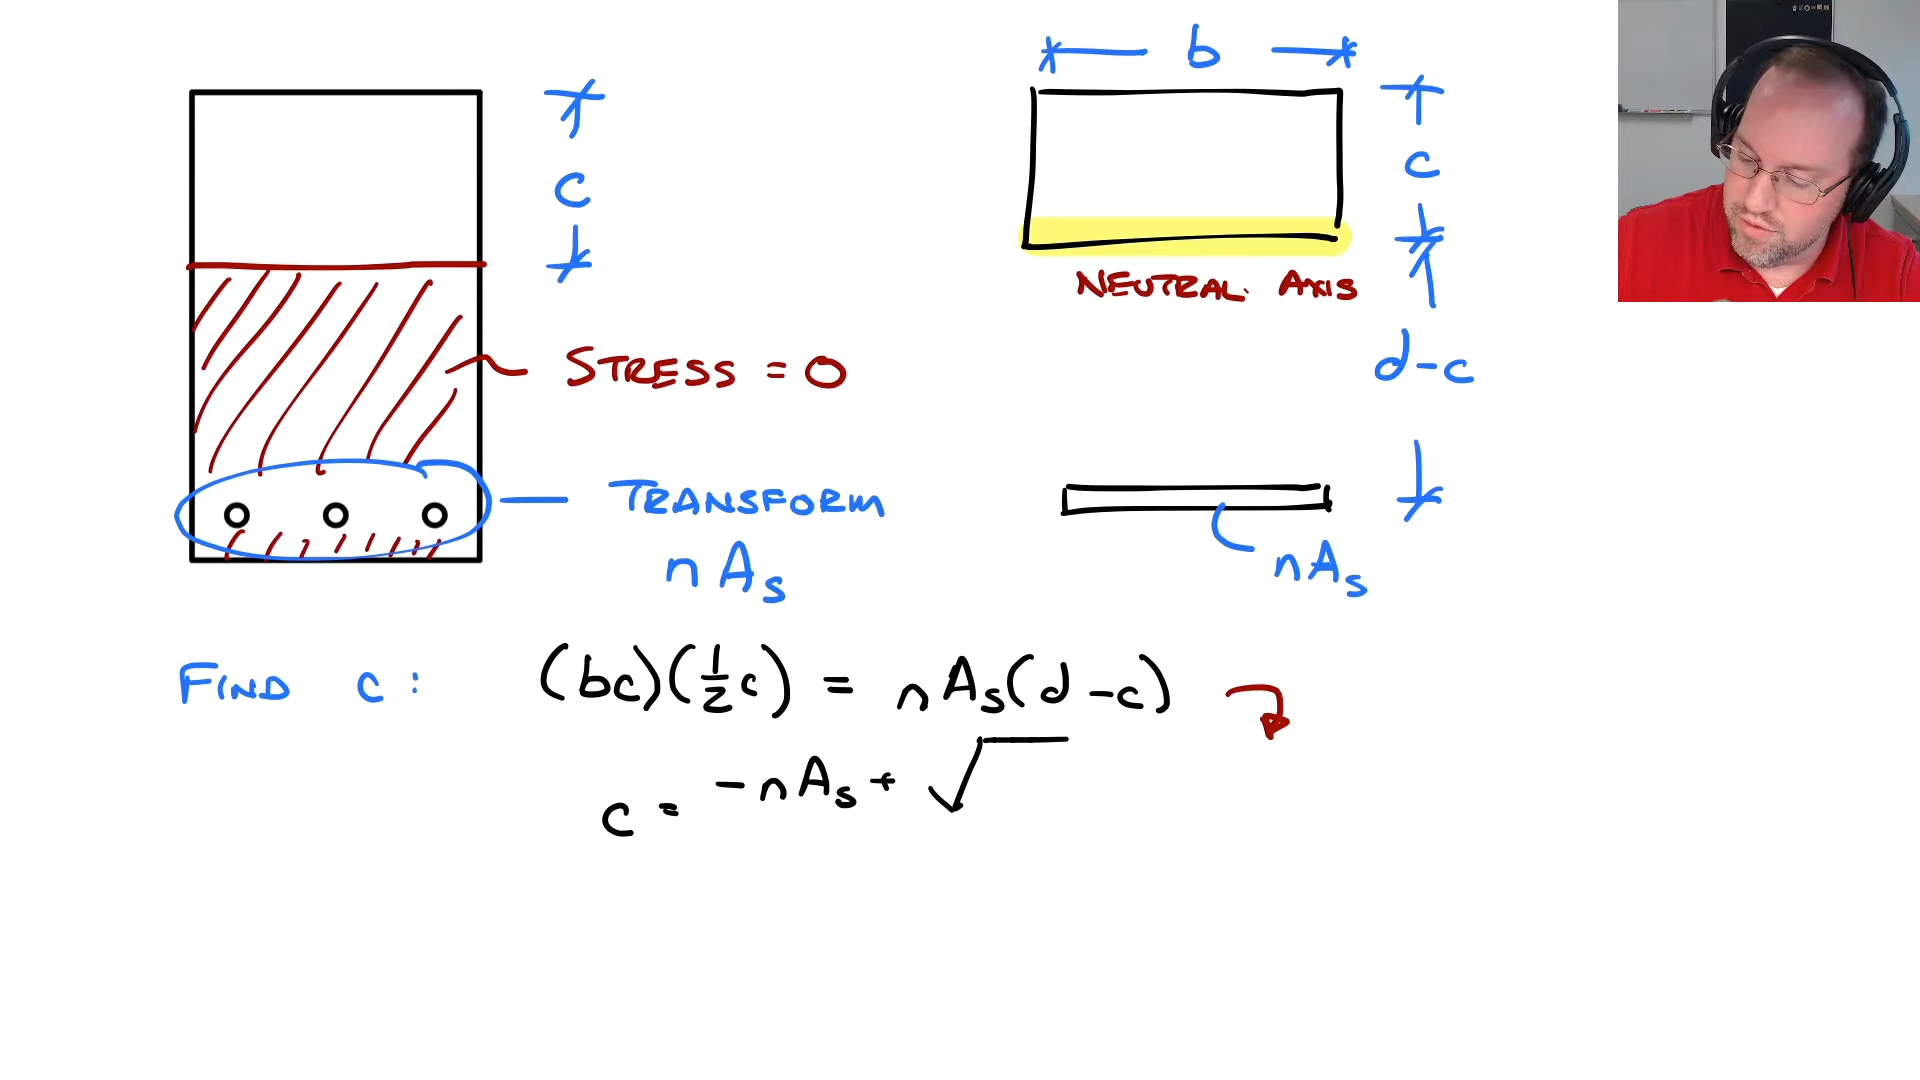 b
c
c
NEUTRAL AXIS
STRESS = 0
d-c
TRANSFORM
nAs
nAs
FIND c: (bc)(½c) = nAs(d-c)
c = -nAs + √